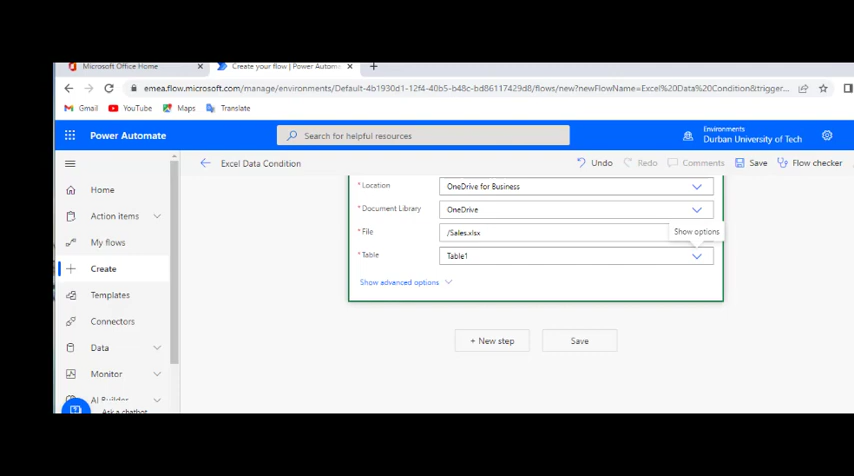 Microsoft Office Home
Create your flow | Power Autom
emea.flow.microsoft.com/manage/environments/Default-4b1930d1-12f4-40b5-b48c-bd86117429d8/flows/new?newFlowName=Excel%20Data%20Condition&trigger...
Gmail YouTube Maps Translate
Power Automate
Search for helpful resources
Environments
Durban University of Tech
Excel Data Condition
Undo Redo Comments Save Flow checker
Home
Action items
My flows
Create
Templates
Connectors
Data
Monitor
AI Builder
Ask a chatbot
* Location OneDrive for Business
* Document Library OneDrive
* File /Sales.xlsx
Show options
* Table Table1
Show advanced options
+ New step Save